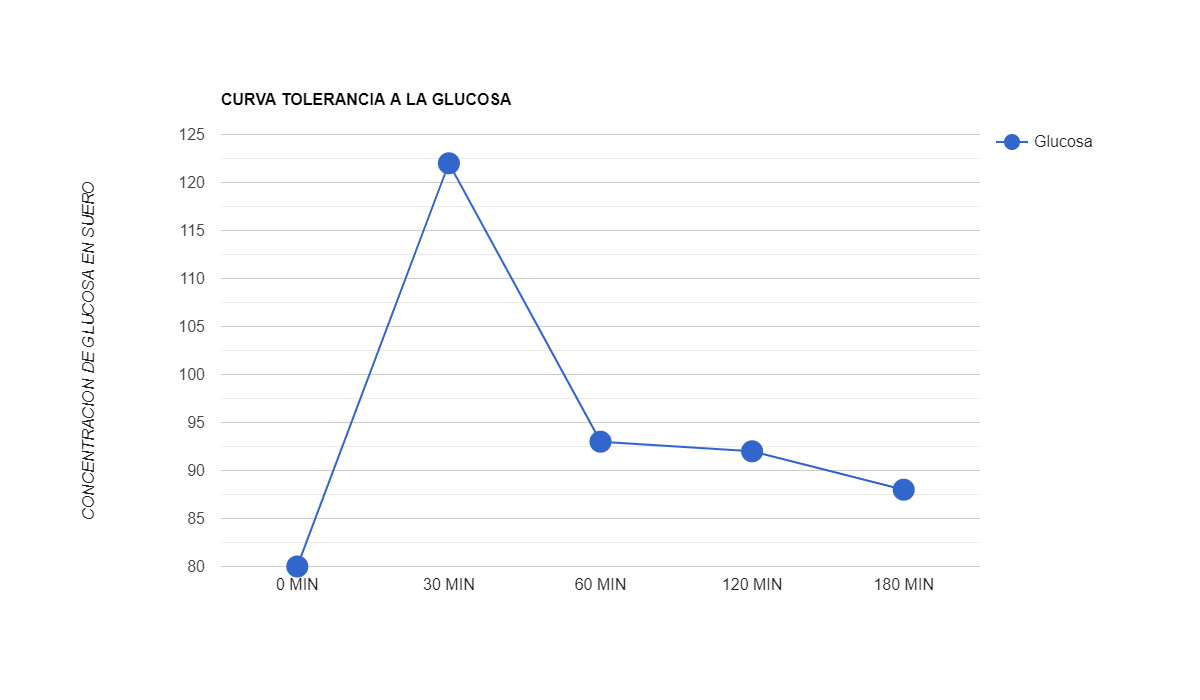 CURVA TOLERANCIA A LA GLUCOSA
Glucosa
CONCENTRACION DE GLUCOSA EN SUERO
125
120
115
110
105
100
95
90
85
80
0 MIN
30 MIN
60 MIN
120 MIN
180 MIN